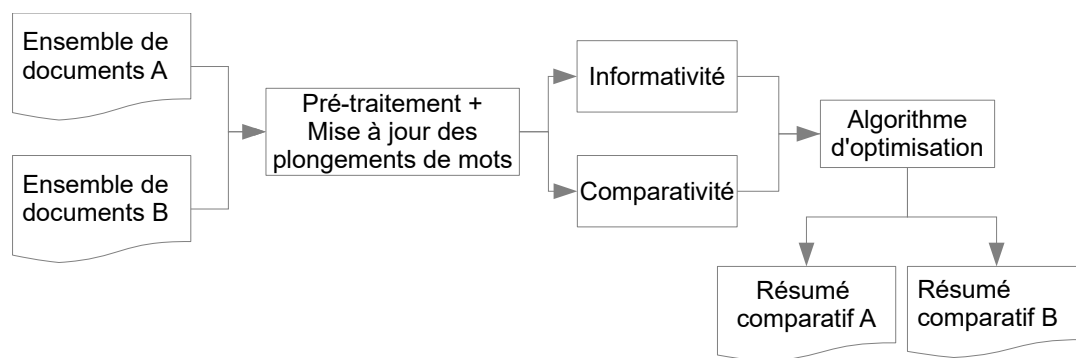 Ensemble de
documents A
Ensemble de
documents B
Pré-traitement +
Mise à jour des
plongements de mots
Informativité
Comparativité
Algorithme
d'optimisation
Résumé
comparatif A
Résumé
comparatif B